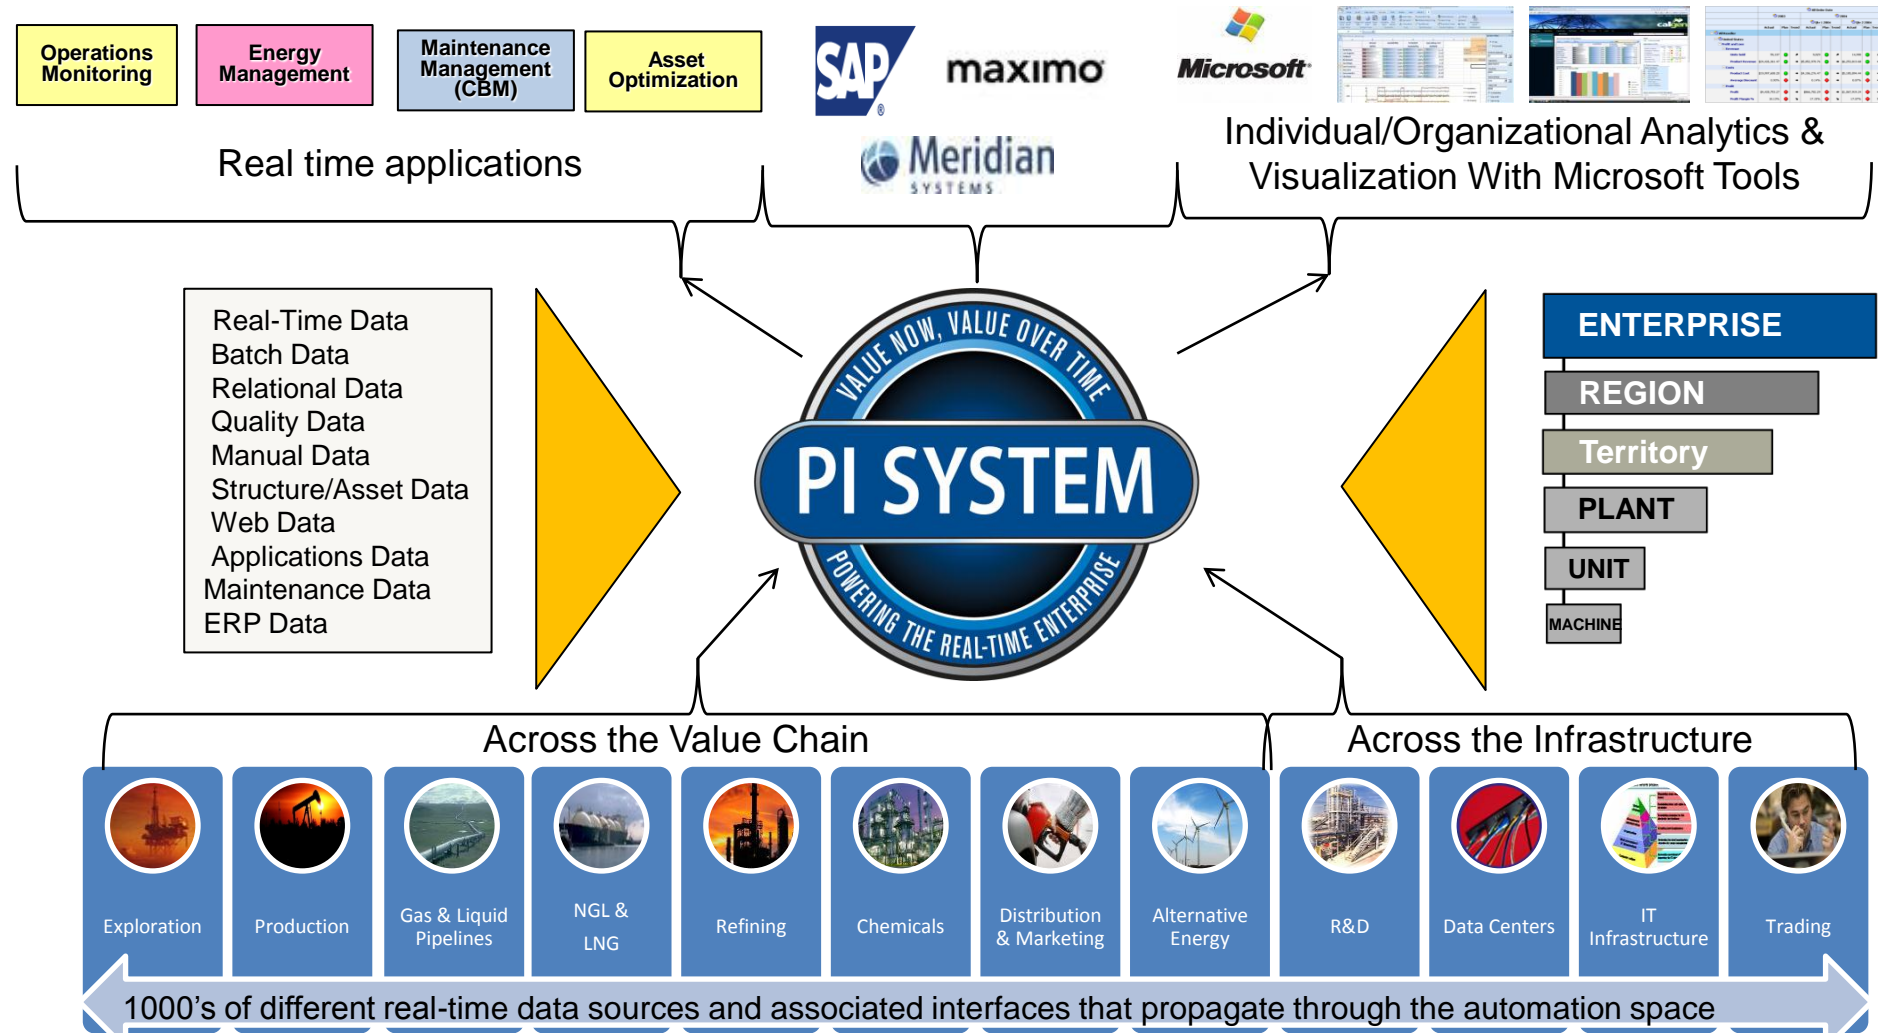 Operations
Monitoring
Energy
Management
Maintenance
Management
(CBM)
Asset
Optimization
SAP
®
maximo
Microsoft
calgen
Real time applications
Meridian
SYSTEMS
Individual/Organizational Analytics &
Visualization With Microsoft Tools
Real-Time Data
Batch Data
Relational Data
Quality Data
Manual Data
Structure/Asset Data
Web Data
Applications Data
Maintenance Data
ERP Data
VALUE NOW, VALUE OVER TIME
PI SYSTEM
POWERING THE REAL-TIME ENTERPRISE
ENTERPRISE
REGION
Territory
PLANT
UNIT
MACHINE
Across the Value Chain
Across the Infrastructure
Exploration
Production
Gas & Liquid
Pipelines
NGL &
LNG
Refining
Chemicals
Distribution
& Marketing
Alternative
Energy
R&D
Data Centers
IT
Infrastructure
Trading
1000's of different real-time data sources and associated interfaces that propagate through the automation space